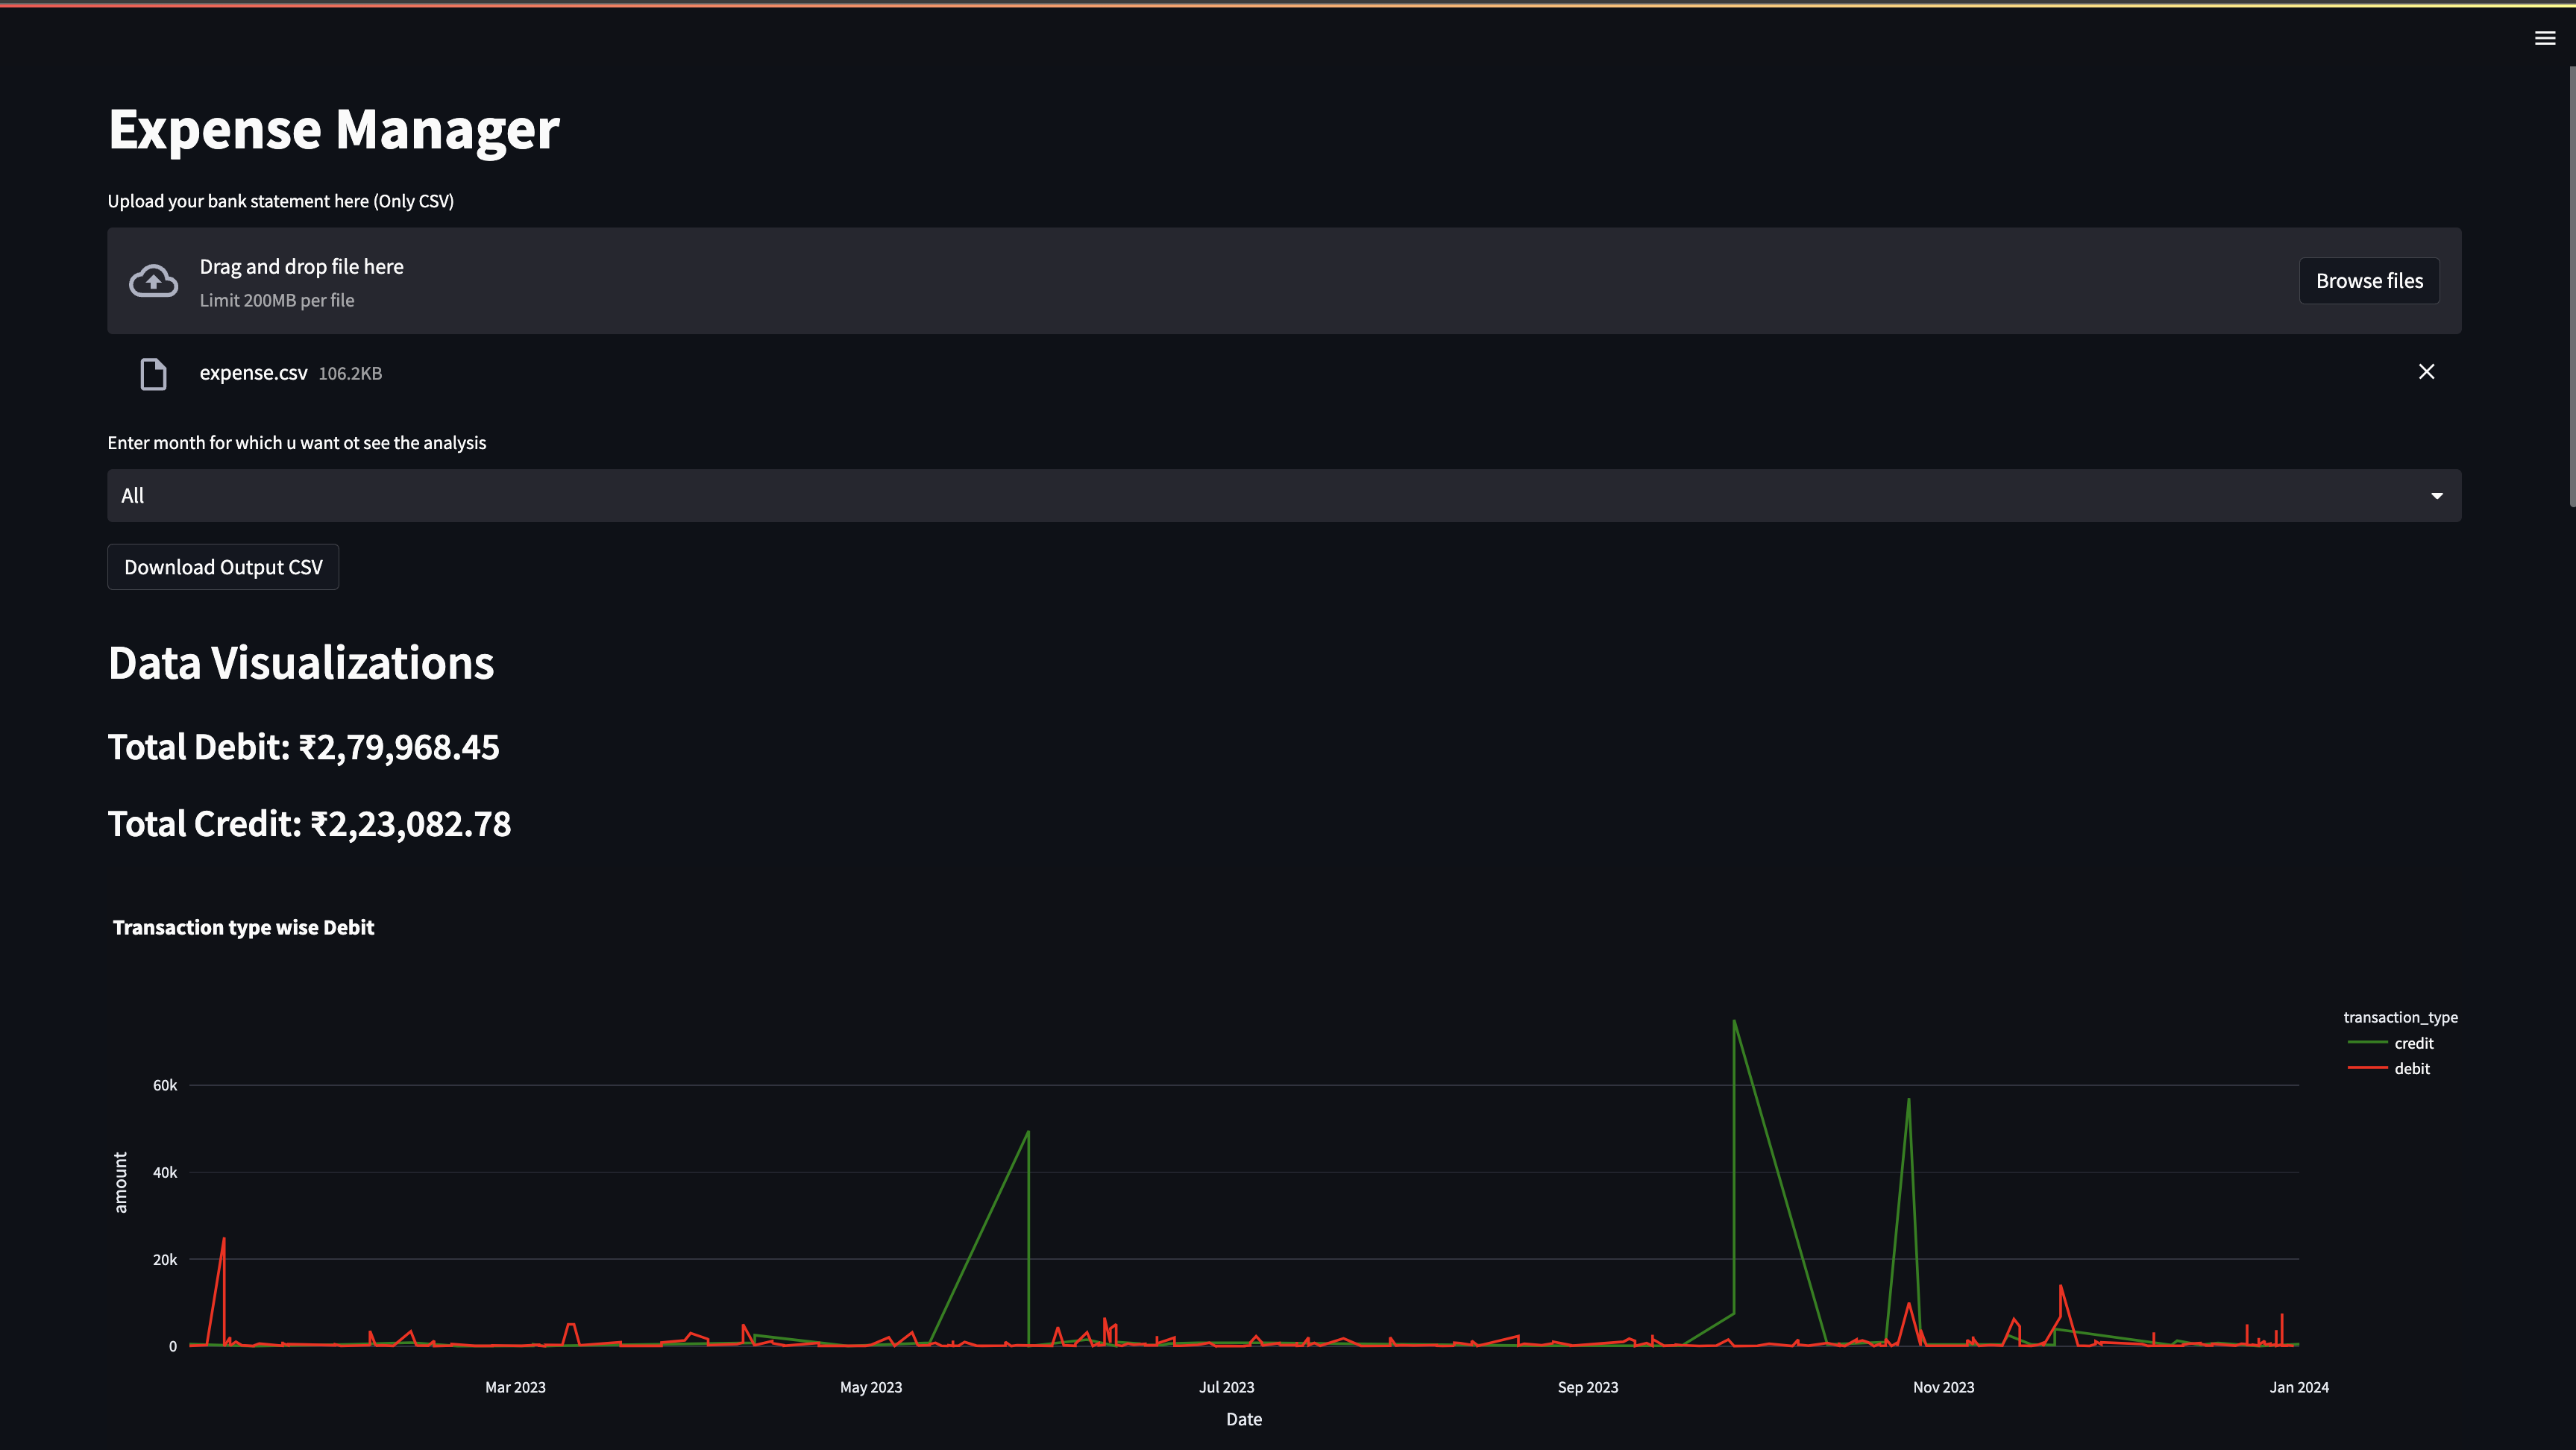 Expense Manager
Upload your bank statement here (Only CSV)
Drag and drop file here
Limit 200MB per file
Browse files
expense.csv 106.2KB
Enter month for which u want ot see the analysis
All
Download Output CSV
Data Visualizations
Total Debit: ₹2,79,968.45
Total Credit: ₹2,23,082.78
Transaction type wise Debit
transaction_type
credit
debit
60k
40k
20k
0
amount
Mar 2023 May 2023 Jul 2023 Sep 2023 Nov 2023 Jan 2024
Date